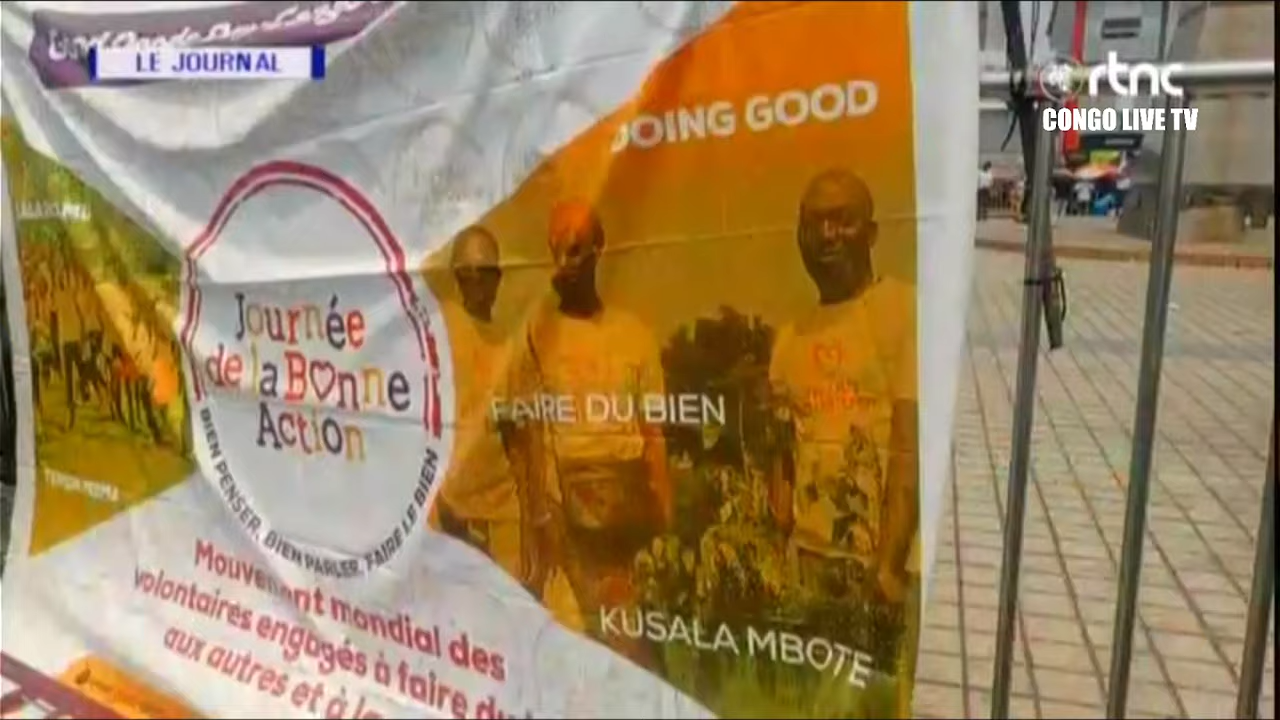 LE JOURNAL
rtnc
CONGO LIVE TV
DOING GOOD
Journée
de la Bonne
Action
BIEN PENSER, BIEN PARLER, FAIRE LE BIEN
FAIRE DU BIEN
KUSALA MBOTE
Mouvement mondial des
volontaires engagés à faire du
aux autres et à la